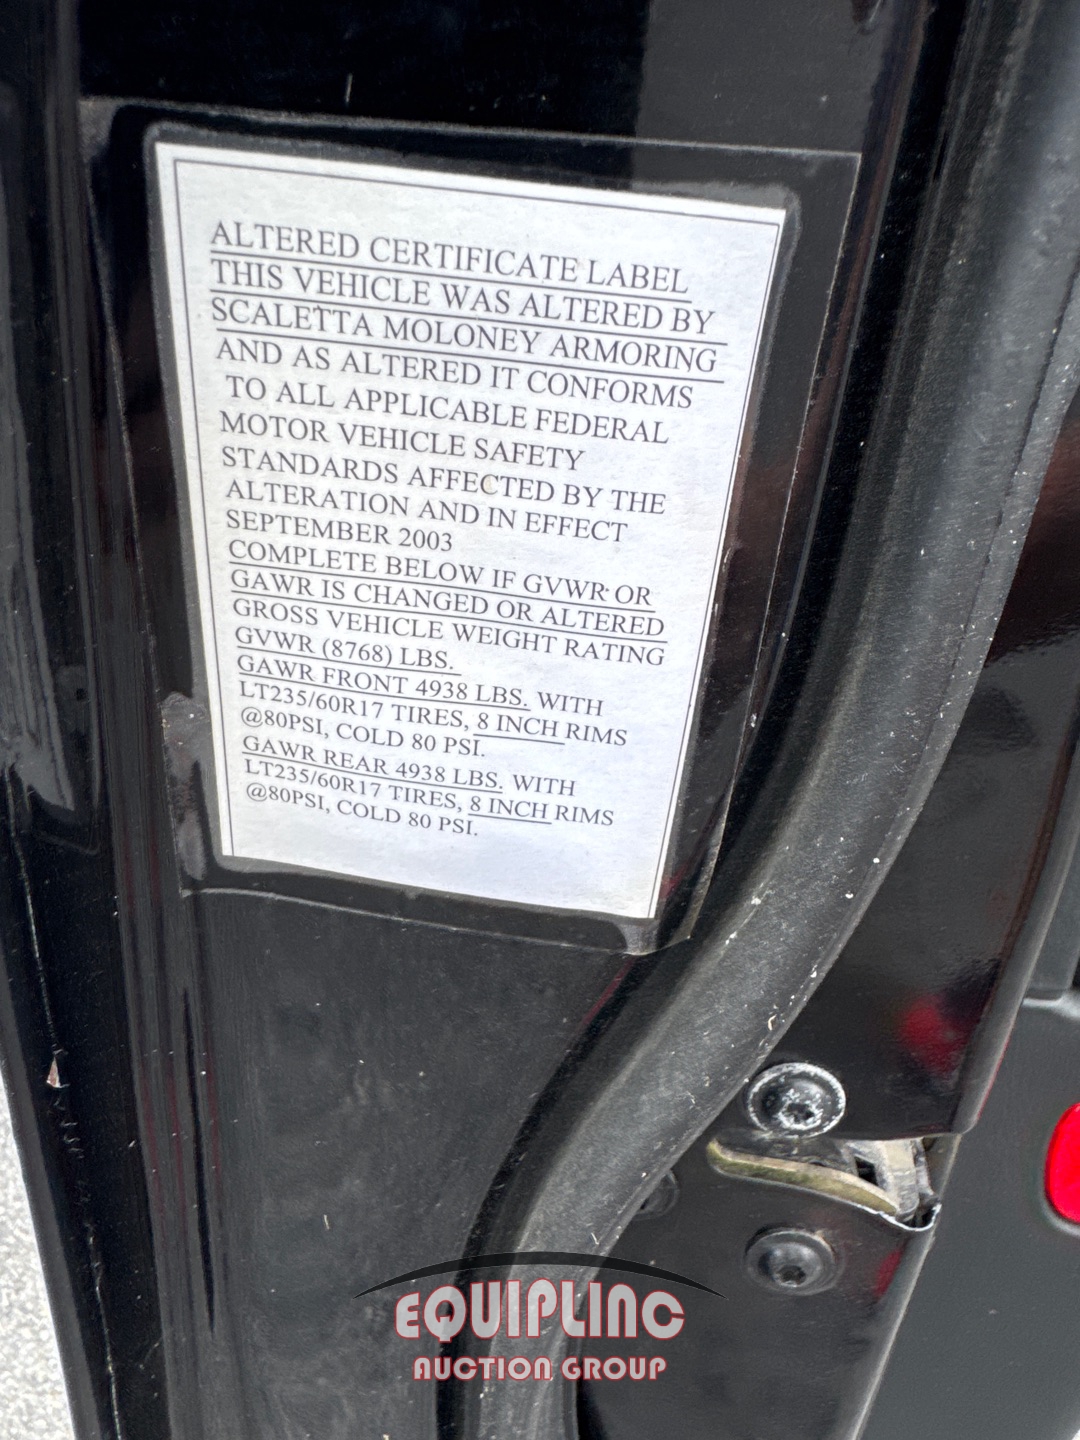 ALTERED CERTIFICATE LABEL
THIS VEHICLE WAS ALTERED BY
SCALETTA MOLONEY ARMORING
AND AS ALTERED IT CONFORMS
TO ALL APPLICABLE FEDERAL
MOTOR VEHICLE SAFETY
STANDARDS AFFECTED BY THE
ALTERATION AND IN EFFECT
SEPTEMBER 2003
COMPLETE BELOW IF GVWR OR
GAWR IS CHANGED OR ALTERED
GROSS VEHICLE WEIGHT RATING
GVWR (8768) LBS.
GAWR FRONT 4938 LBS. WITH
LT235/60R17 TIRES, 8 INCH RIMS
@80PSI, COLD 80 PSI.
GAWR REAR 4938 LBS. WITH
LT235/60R17 TIRES, 8 INCH RIMS
@80PSI, COLD 80 PSI.
EQUIPLINC
AUCTION GROUP